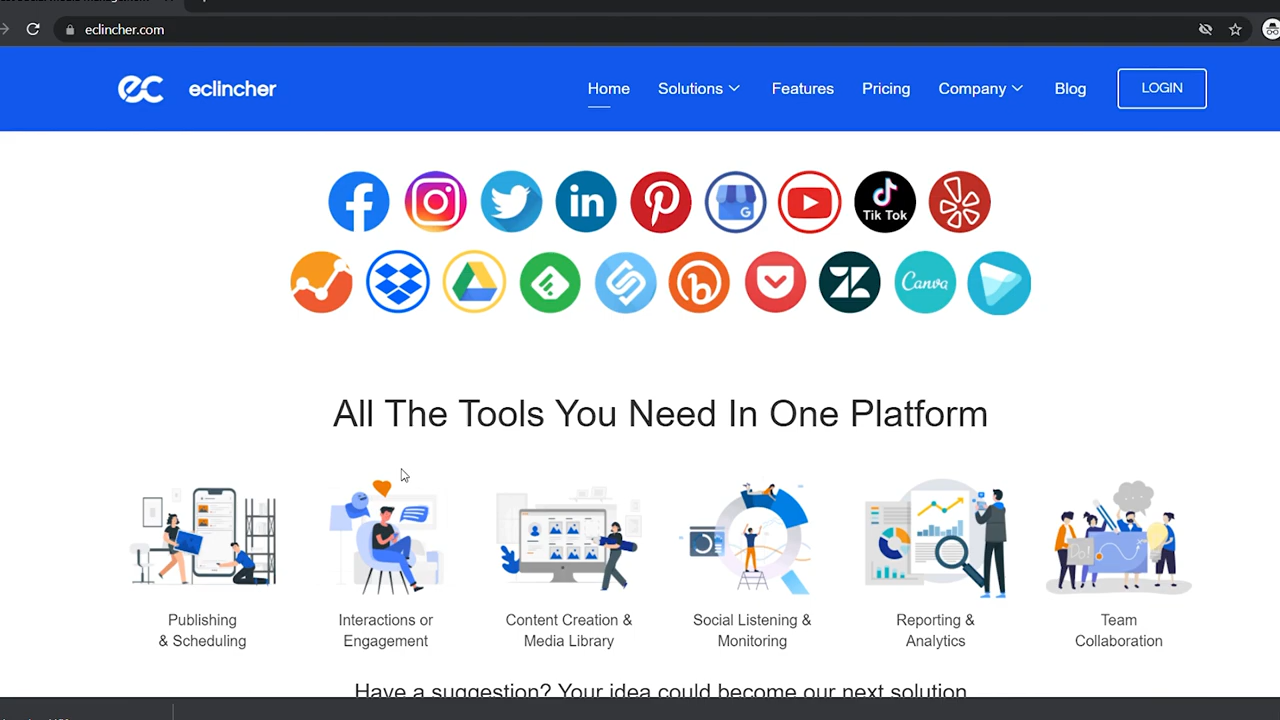 eclincher.com
ec eclincher Home Solutions Features Pricing Company Blog LOGIN
Tik Tok
Canva
All The Tools You Need In One Platform
Do!
Publishing
& Scheduling
Interactions or
Engagement
Content Creation &
Media Library
Social Listening &
Monitoring
Reporting &
Analytics
Team
Collaboration
Have a suggestion? Your idea could become our next solution